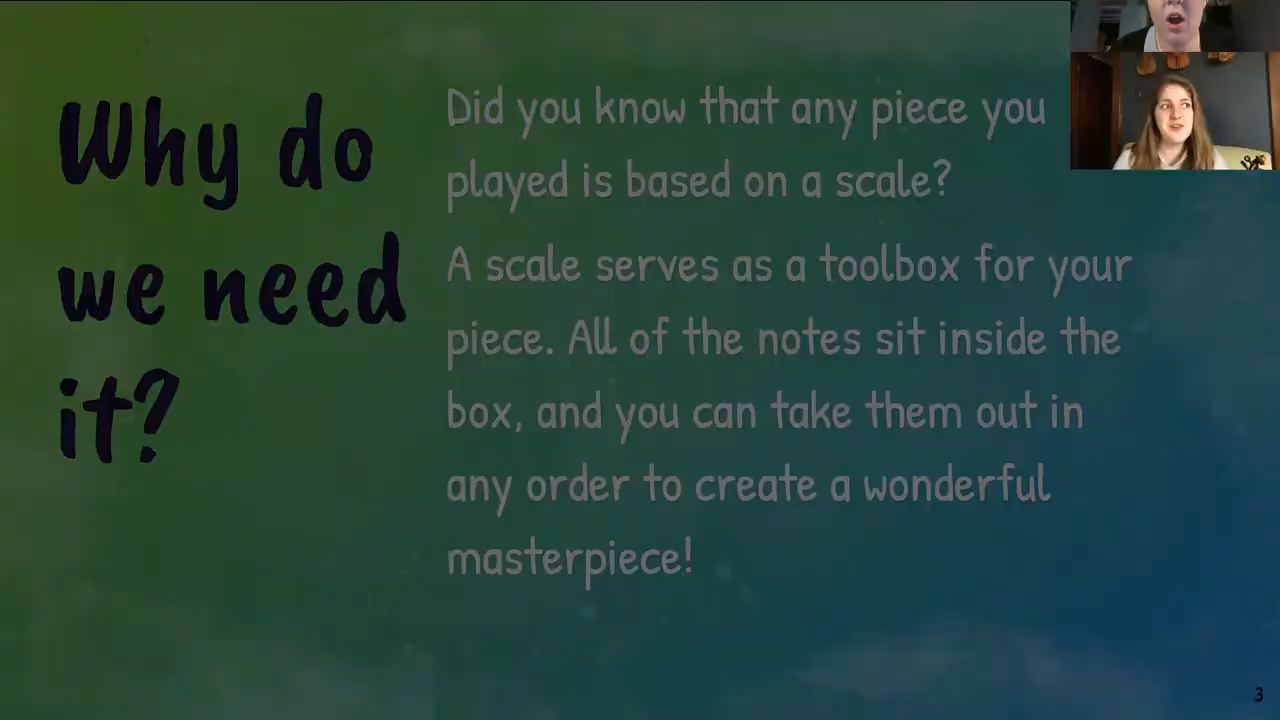 Why do
we need
it?
Did you know that any piece you
played is based on a scale?
A scale serves as a toolbox for your
piece. All of the notes sit inside the
box, and you can take them out in
any order to create a wonderful
masterpiece!
3